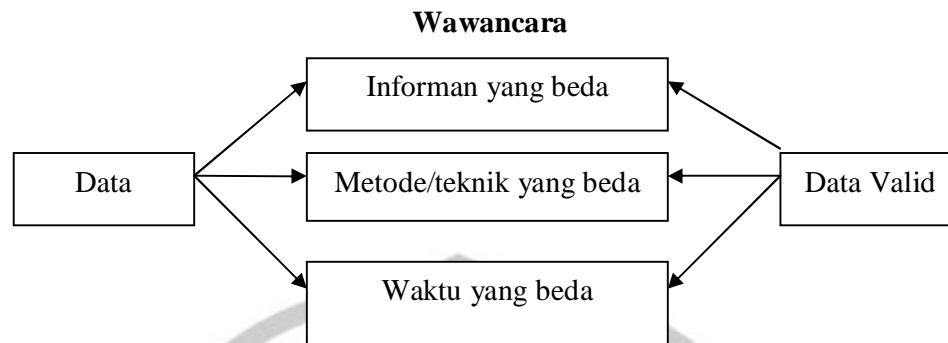 Wawancara
Informan yang beda
Data
Metode/teknik yang beda
Data Valid
Waktu yang beda